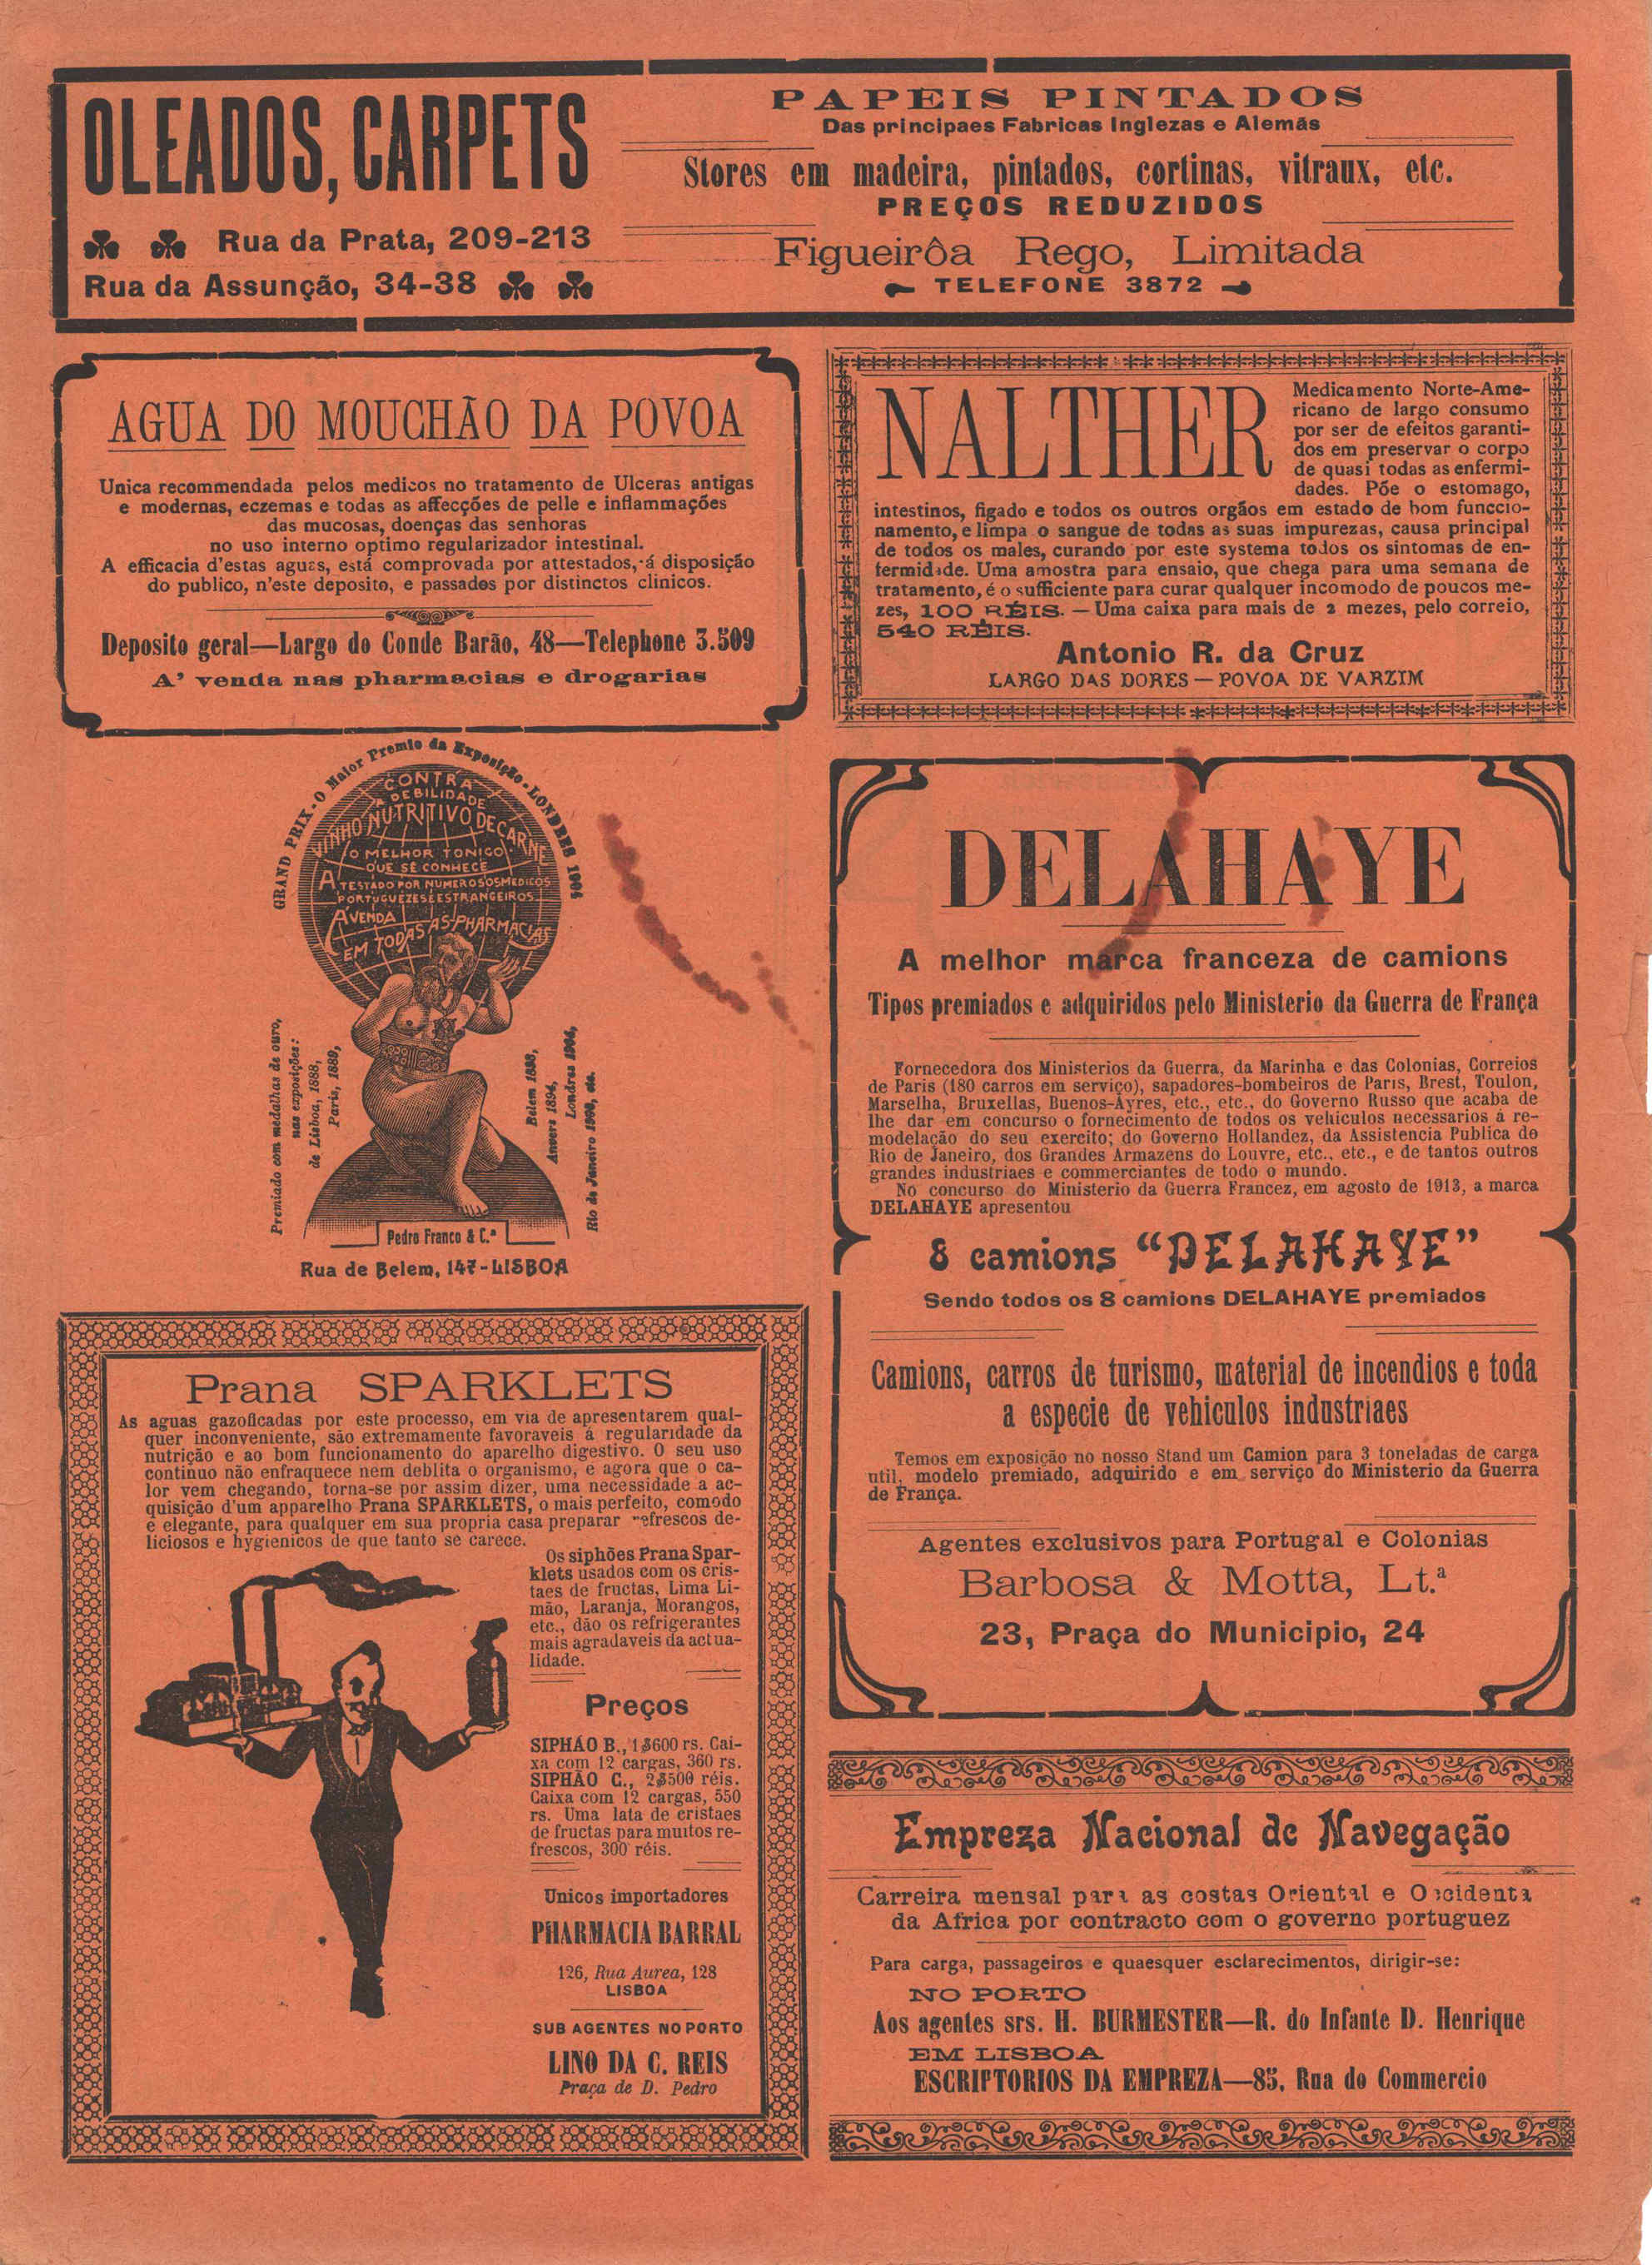 OLEADOS, CARPETS
Rua da Prata, 209-213
Rua da Assunção, 34-38
PAPEIS PINTADOS
Das principaes Fabricas Inglezas e Alemãs
Stores em madeira, pintados, cortinas, vitraux, etc.
PREÇOS REDUZIDOS
Figueirôa Rego, Limitada
TELEFONE 3872
AGUA DO MOUCHÃO DA POVOA
Unica recommendada pelos medicos no tratamento de Ulceras antigas
e modernas, eczemas e todas as affecções de pelle e inflammações
das mucosas, doenças das senhoras
no uso interno optimo regularizador intestinal.
A efficacia d'estas aguas, está comprovada por attestados, á disposição
do publico, n'este deposito, e passados por distinctos clinicos.
Deposito geral—Largo do Conde Barão, 48—Telephone 3.509
A' venda nas pharmacias e drogarias
NALTHER
Medicamento Norte-Ame-
ricano de largo consumo
por ser de efeitos garanti-
dos em preservar o corpo
de quasi todas as enfermi-
dades. Põe o estomago,
intestinos, figado e todos os outros orgãos em estado de bom funccio-
namento, e limpa o sangue de todas as suas impurezas, causa principal
de todos os males, curando por este systema todos os sintomas de en-
fermidade. Uma amostra para ensaio, que chega para uma semana de
tratamento, é o sufficiente para curar qualquer incomodo de poucos me-
zes, 100 RÉIS. — Uma caixa para mais de 2 mezes, pelo correio,
540 RÉIS.
Antonio R. da Cruz
LARGO DAS DORES — POVOA DE VARZIM
GRAND PRIX - O Maior Premio da Exposição - LONDRES 1904
CONTRA
A DEBILIDADE
VINHO NUTRITIVO DE CARNE
O MELHOR TONICO
QUE SE CONHECE
ATESTADO POR NUMEROSOS MEDICOS
PORTUGUEZES E ESTRANGEIROS
A VENDA
EM TODAS AS PHARMACIAS
Premiado com medalhas de ouro,
nas exposições:
de Lisboa, 1888,
Paris, 1889,
Belem 1893,
Anvers 1894,
Londres 1904,
Rio de Janeiro 1908, etc.
Pedro Franco & C.ª
Rua de Belem, 147 - LISBOA
DELAHAYE
A melhor marca franceza de camions
Tipos premiados e adquiridos pelo Ministerio da Guerra de França
Fornecedora dos Ministerios da Guerra, da Marinha e das Colonias, Correios
de Paris (180 carros em serviço), sapadores-bombeiros de Paris, Brest, Toulon,
Marselha, Bruxellas, Buenos-Ayres, etc., etc., do Governo Russo que acaba de
lhe dar em concurso o fornecimento de todos os vehiculos necessarios á re-
modelação do seu exercito; do Governo Hollandez, da Assistencia Publica do
Rio de Janeiro, dos Grandes Armazens do Louvre, etc., etc., e de tantos outros
grandes industriaes e commerciantes de todo o mundo.
No concurso do Ministerio da Guerra Francez, em agosto de 1913, a marca
DELAHAYE apresentou
8 camions “DELAHAYE”
Sendo todos os 8 camions DELAHAYE premiados
Camions, carros de turismo, material de incendios e toda
a especie de vehiculos industriaes
Temos em exposição no nosso Stand um Camion para 3 toneladas de carga
util, modelo premiado, adquirido e em serviço do Ministerio da Guerra
de França.
Agentes exclusivos para Portugal e Colonias
Barbosa & Motta, Lt.ª
23, Praça do Municipio, 24
Prana SPARKLETS
As aguas gazoficadas por este processo, em via de apresentarem qual-
quer inconveniente, são extremamente favoraveis á regularidade da
nutrição e ao bom funcionamento do aparelho digestivo. O seu uso
continuo não enfraquece nem deblita o organismo, e agora que o ca-
lor vem chegando, torna-se por assim dizer, uma necessidade a ac-
quisição d'um apparelho Prana SPARKLETS, o mais perfeito, comodo
e elegante, para qualquer em sua propria casa preparar refrescos de-
liciosos e hygienicos de que tanto se carece.
Os siphões Prana Spar-
klets usados com os cris-
taes de fructas, Lima Li-
mão, Laranja, Morangos,
etc., dão os refrigerantes
mais agradaveis da actua-
lidade.
Preços
SIPHÃO B., 1$600 rs. Cai-
xa com 12 cargas, 360 rs.
SIPHÃO C., 2$500 réis.
Caixa com 12 cargas, 550
rs. Uma lata de cristaes
de fructas para muitos re-
frescos, 300 réis.
Unicos importadores
PHARMACIA BARRAL
126, Rua Aurea, 128
LISBOA
SUB AGENTES NO PORTO
LINO DA C. REIS
Praça de D. Pedro
Empreza Nacional de Navegação
Carreira mensal para as costas Oriental e Occidenta
da Africa por contracto com o governo portuguez
Para carga, passageiros e quaesquer esclarecimentos, dirigir-se:
NO PORTO
Aos agentes srs. H. BURMESTER—R. do Infante D. Henrique
EM LISBOA
ESCRIPTORIOS DA EMPREZA—85, Rua do Commercio